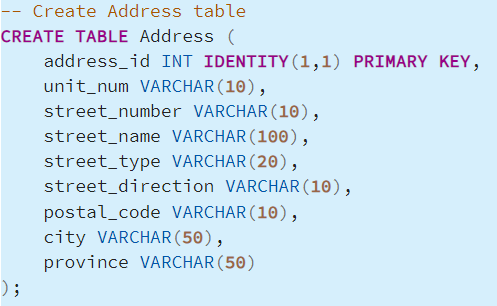 -- Create Address table
CREATE TABLE Address (
    address_id INT IDENTITY(1,1) PRIMARY KEY,
    unit_num VARCHAR(10),
    street_number VARCHAR(10),
    street_name VARCHAR(100),
    street_type VARCHAR(20),
    street_direction VARCHAR(10),
    postal_code VARCHAR(10),
    city VARCHAR(50),
    province VARCHAR(50)
);